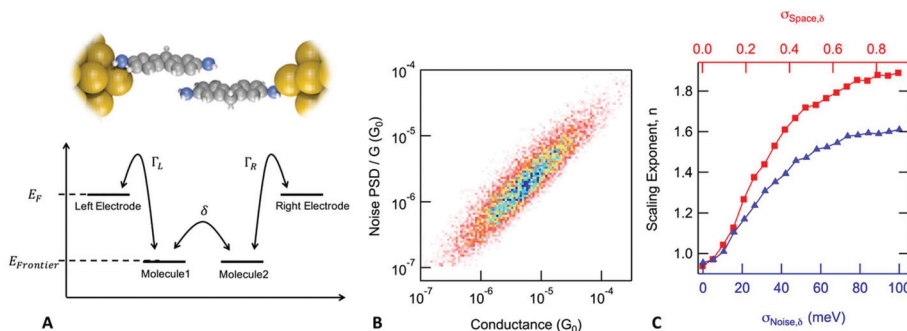 Γ_L
Γ_R
E_F
Left Electrode
Right Electrode
δ
E_Frontier
Molecule1
Molecule2
A
Noise PSD / G (G₀)
10⁻⁴
10⁻⁵
10⁻⁶
10⁻⁷
10⁻⁷ 10⁻⁶ 10⁻⁵ 10⁻⁴
Conductance (G₀)
B
σ_Space,δ
0.0 0.2 0.4 0.6 0.8
Scaling Exponent, n
1.8
1.6
1.4
1.2
1.0
0 20 40 60 80 100
σ_Noise,δ (meV)
C